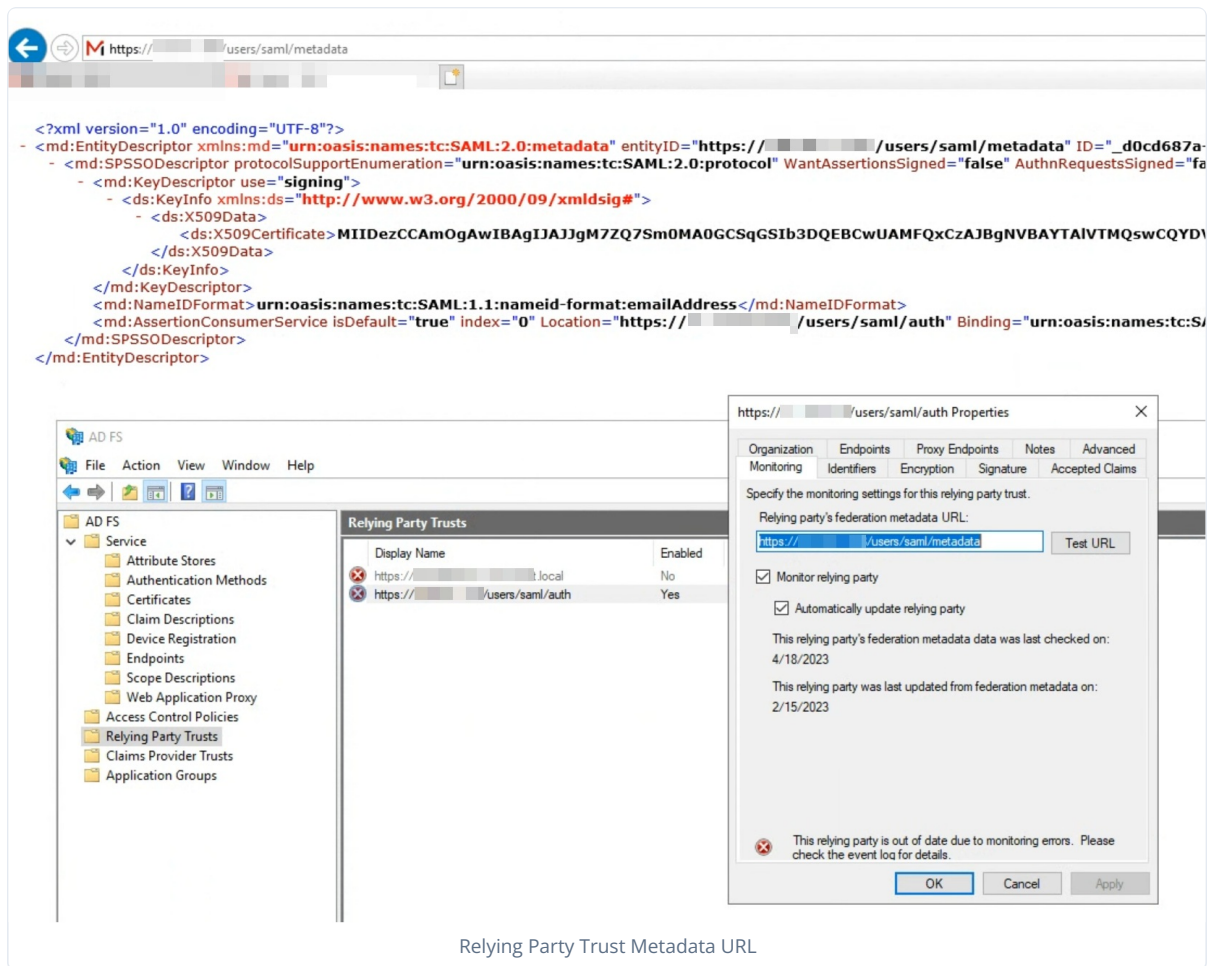 https:// /users/saml/metadata
<?xml version="1.0" encoding="UTF-8"?>
- <md:EntityDescriptor xmlns:md="urn:oasis:names:tc:SAML:2.0:metadata" entityID="https:// /users/saml/metadata" ID="_d0cd687a-
- <md:SPSSODescriptor protocolSupportEnumeration="urn:oasis:names:tc:SAML:2.0:protocol" WantAssertionsSigned="false" AuthnRequestsSigned="fa
- <md:KeyDescriptor use="signing">
- <ds:KeyInfo xmlns:ds="http://www.w3.org/2000/09/xmldsig#">
- <ds:X509Data>
<ds:X509Certificate>MIIDezCCAmOgAwIBAgIJAJJgM7ZQ7Sm0MA0GCSqGSIb3DQEBCwUAMFQxCzAJBgNVBAYTAlVTMQswCQYDV
</ds:X509Data>
</ds:KeyInfo>
</md:KeyDescriptor>
<md:NameIDFormat>urn:oasis:names:tc:SAML:1.1:nameid-format:emailAddress</md:NameIDFormat>
<md:AssertionConsumerService isDefault="true" index="0" Location="https:// /users/saml/auth" Binding="urn:oasis:names:tc:SA
</md:SPSSODescriptor>
</md:EntityDescriptor>
AD FS
File Action View Window Help
AD FS
Service
Attribute Stores
Authentication Methods
Certificates
Claim Descriptions
Device Registration
Endpoints
Scope Descriptions
Web Application Proxy
Access Control Policies
Relying Party Trusts
Claims Provider Trusts
Application Groups
Relying Party Trusts
Display Name Enabled
https:// .local No
https:// /users/saml/auth Yes
https:// /users/saml/auth Properties
Organization Endpoints Proxy Endpoints Notes Advanced
Monitoring Identifiers Encryption Signature Accepted Claims
Specify the monitoring settings for this relying party trust.
Relying party's federation metadata URL:
https:// /users/saml/metadata Test URL
Monitor relying party
Automatically update relying party
This relying party's federation metadata data was last checked on:
4/18/2023
This relying party was last updated from federation metadata on:
2/15/2023
This relying party is out of date due to monitoring errors. Please
check the event log for details.
OK Cancel Apply
Relying Party Trust Metadata URL